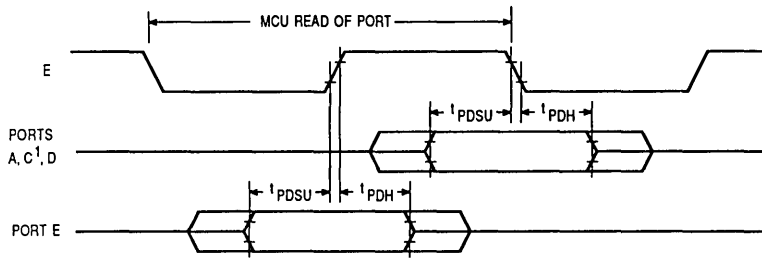 MCU READ OF PORT
E
tPDSU tPDH
PORTS
A, C1, D
tPDSU tPDH
PORT E